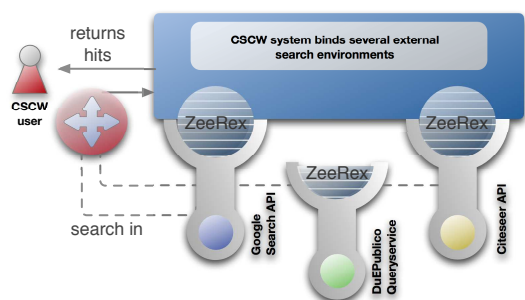 returns
hits
CSCW system binds several external
search environments
CSCW
user
ZeeRex
ZeeRex
ZeeRex
search in
Google
Search API
DuEPublico
Queryservice
Citeseer API